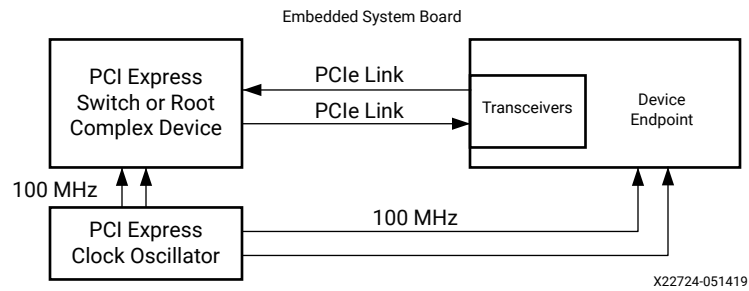 Embedded System Board
PCI Express
Switch or Root
Complex Device
PCIe Link
PCIe Link
Transceivers
Device
Endpoint
100 MHz
PCI Express
Clock Oscillator
100 MHz
X22724-051419